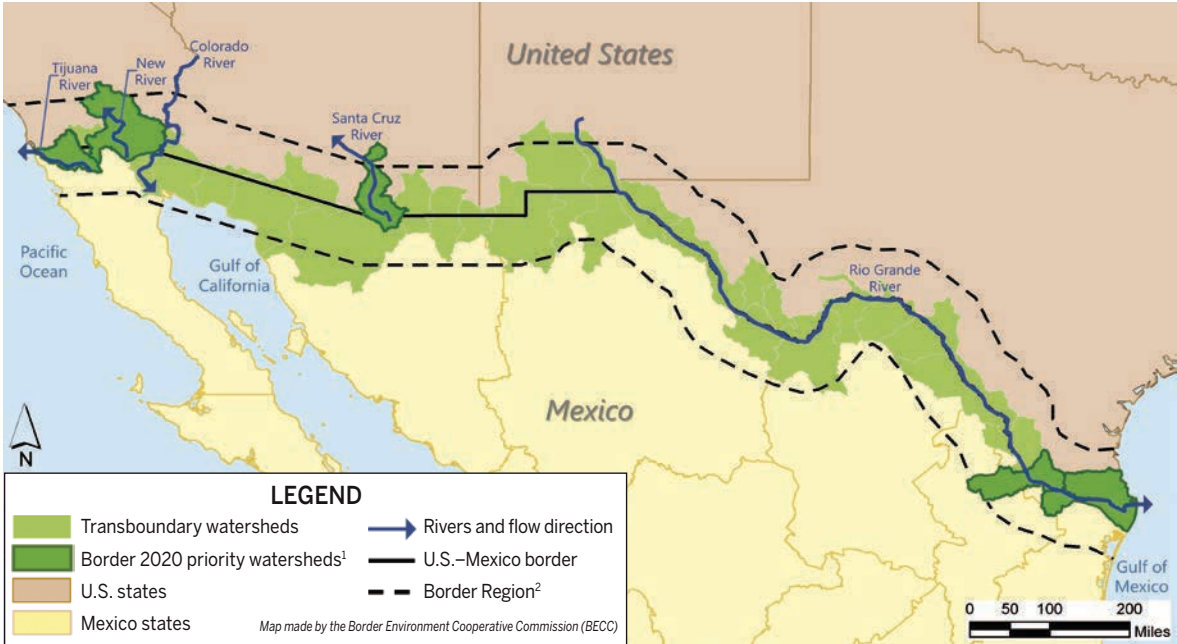 United States
Colorado
River
New
River
Tijuana
River
Santa Cruz
River
Rio Grande
River
Pacific
Ocean
Gulf of
California
Mexico
N
Gulf of
Mexico
LEGEND
Transboundary watersheds
Border 2020 priority watersheds¹
U.S. states
Mexico states
Rivers and flow direction
U.S.–Mexico border
Border Region²
Map made by the Border Environment Cooperative Commission (BECC)
0 50 100 200
Miles